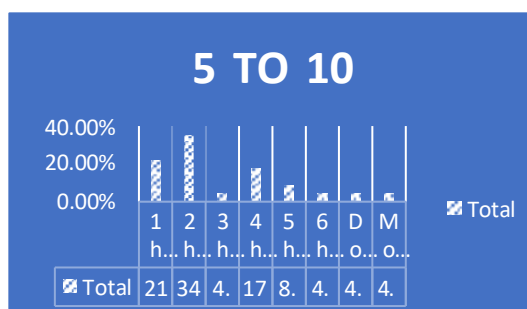 5 TO 10
40.00%
20.00%
0.00%
1 2 3 4 5 6 D M
h... h... h... h... h... h... o... o...
Total 21 34 4. 17 8. 4. 4. 4.
Total